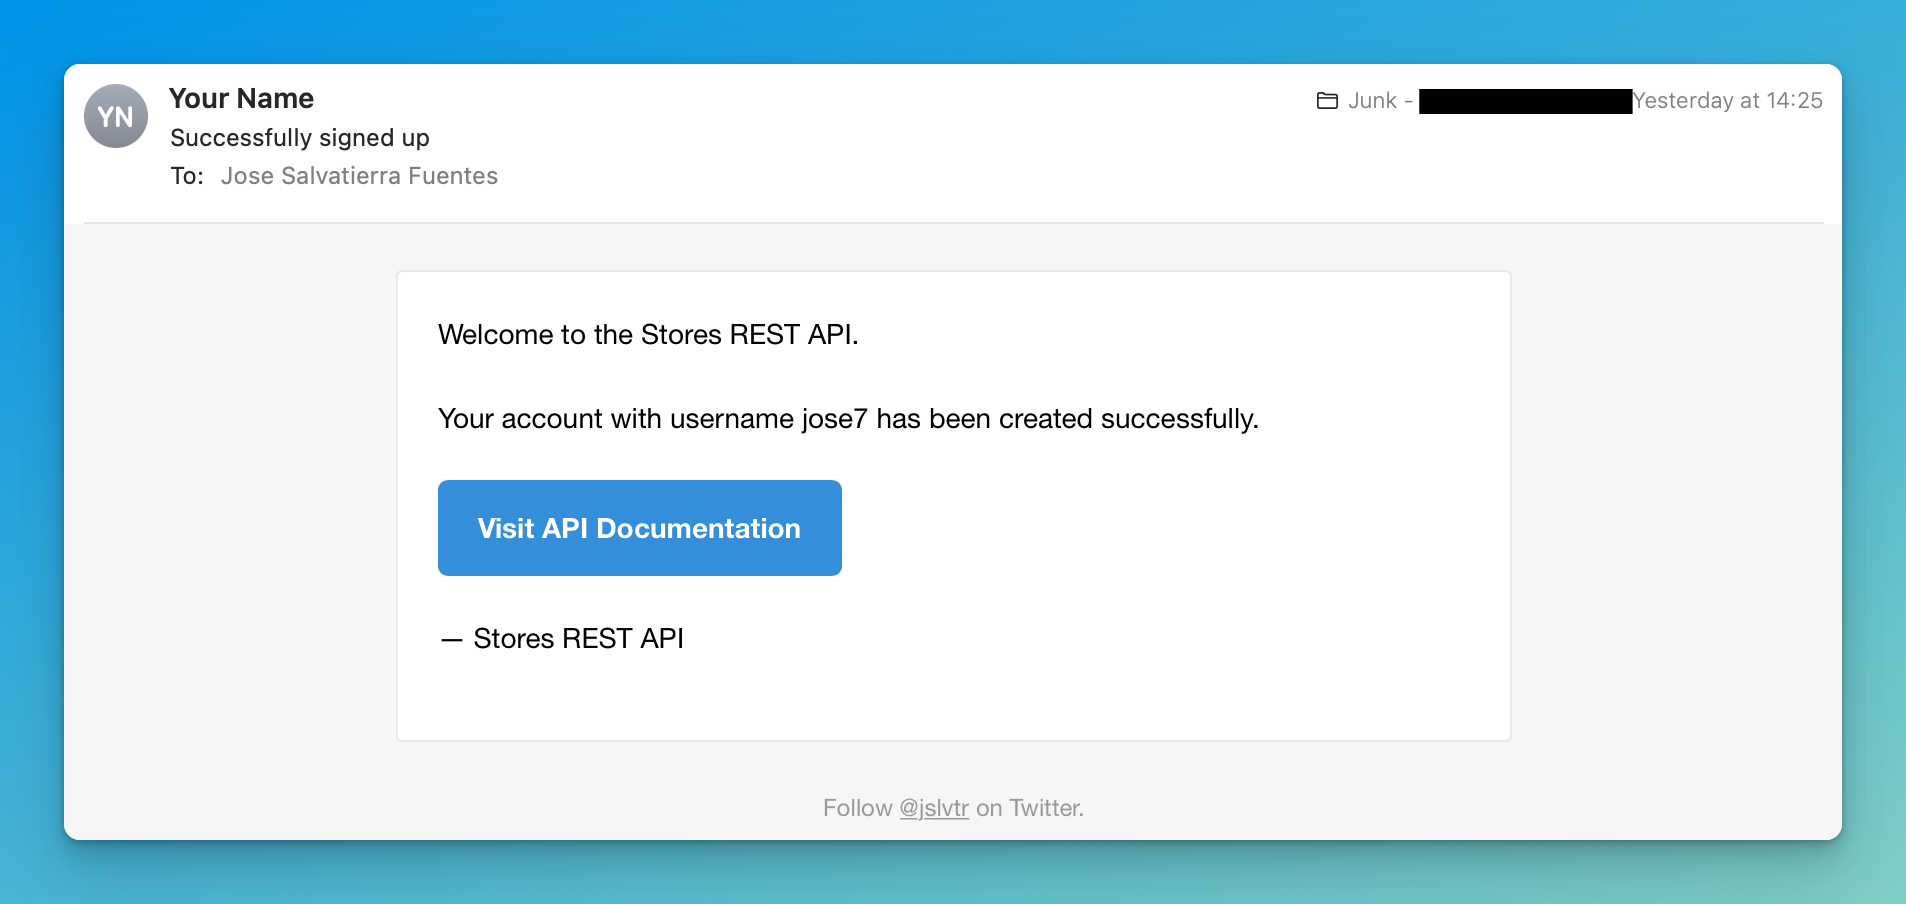 YN
Your Name
Junk - Yesterday at 14:25
Successfully signed up
To: Jose Salvatierra Fuentes
Welcome to the Stores REST API.
Your account with username jose7 has been created successfully.
Visit API Documentation
— Stores REST API
Follow @jslvtr on Twitter.